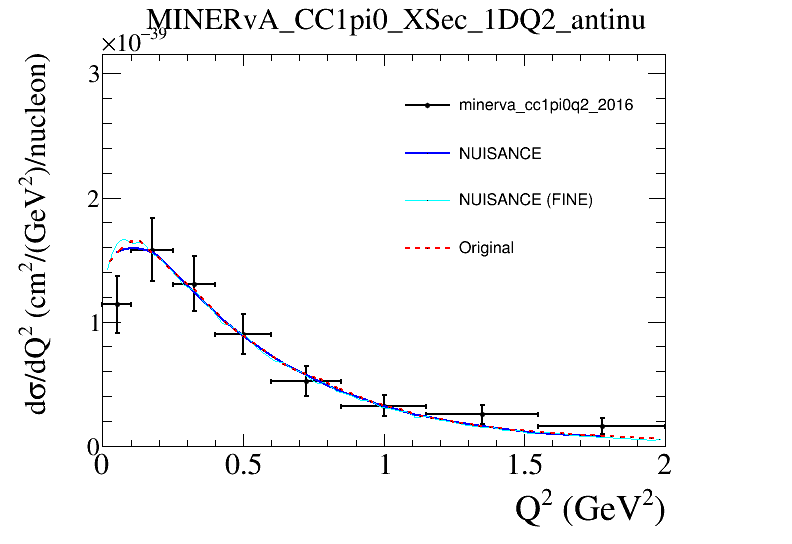 MINERvA_CC1pi0_XSec_1DQ2_antinu
×10⁻³⁹
dσ/dQ² (cm²/(GeV²)/nucleon)
3
2
1
0
minerva_cc1pi0q2_2016
NUISANCE
NUISANCE (FINE)
Original
0 0.5 1 1.5 2
Q² (GeV²)